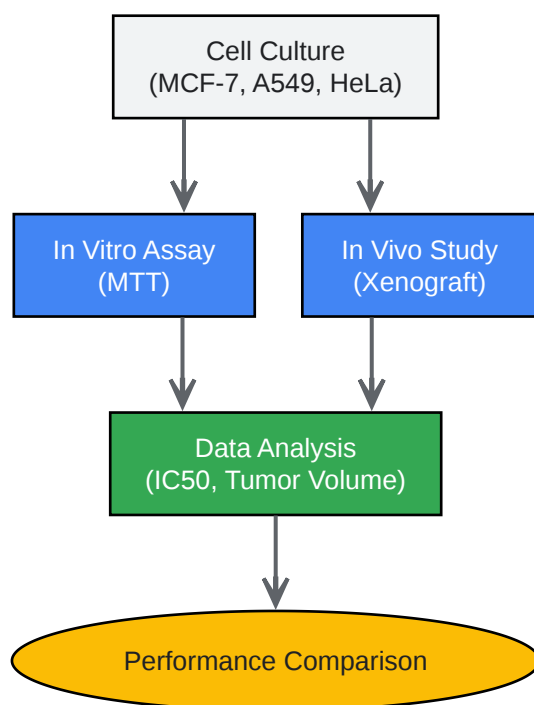 Cell Culture
(MCF-7, A549, HeLa)
In Vitro Assay
(MTT)
In Vivo Study
(Xenograft)
Data Analysis
(IC50, Tumor Volume)
Performance Comparison